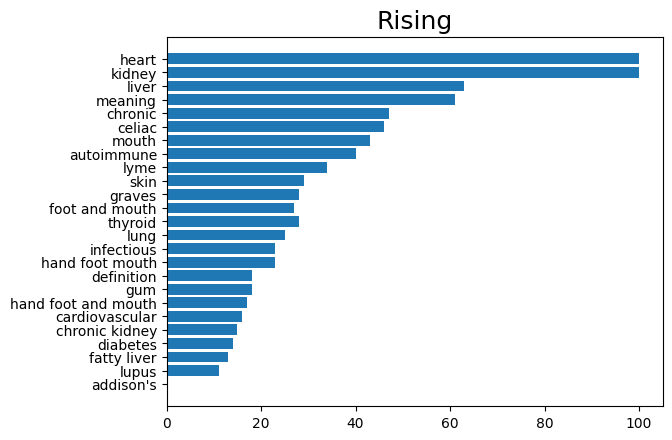 Rising
heart
kidney
liver
meaning
chronic
celiac
mouth
autoimmune
lyme
skin
graves
foot and mouth
thyroid
lung
infectious
hand foot mouth
definition
gum
hand foot and mouth
cardiovascular
chronic kidney
diabetes
fatty liver
lupus
addison's
0 20 40 60 80 100